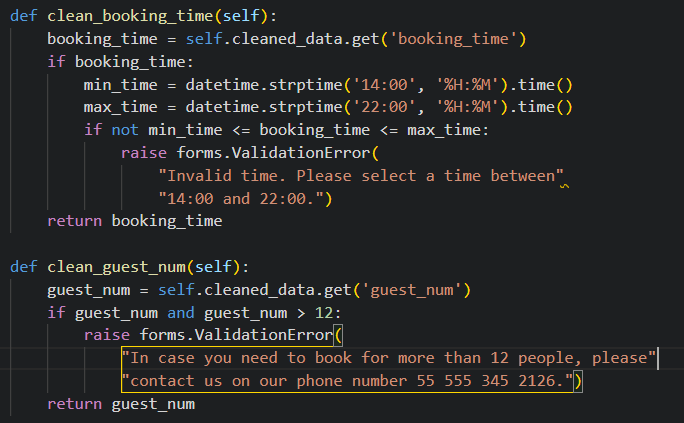 def clean_booking_time(self):
    booking_time = self.cleaned_data.get('booking_time')
    if booking_time:
        min_time = datetime.strptime('14:00', '%H:%M').time()
        max_time = datetime.strptime('22:00', '%H:%M').time()
        if not min_time <= booking_time <= max_time:
            raise forms.ValidationError(
                "Invalid time. Please select a time between"
                "14:00 and 22:00.")
    return booking_time

def clean_guest_num(self):
    guest_num = self.cleaned_data.get('guest_num')
    if guest_num and guest_num > 12:
        raise forms.ValidationError(
            "In case you need to book for more than 12 people, please"
            "contact us on our phone number 55 555 345 2126.")
    return guest_num